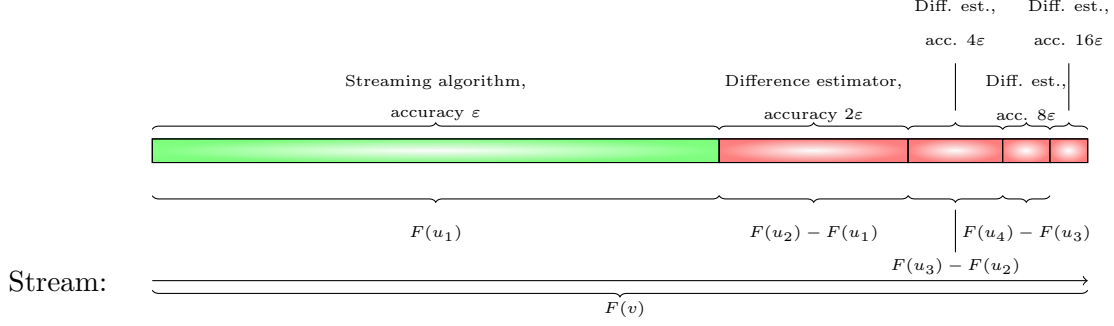 Diff. est.,
acc. 4ε
Diff. est.,
acc. 16ε
Streaming algorithm,
accuracy ε
Difference estimator,
accuracy 2ε
Diff. est.,
acc. 8ε
F(u₁)
F(u₂) − F(u₁)
F(u₄) − F(u₃)
F(u₃) − F(u₂)
Stream:
F(v)